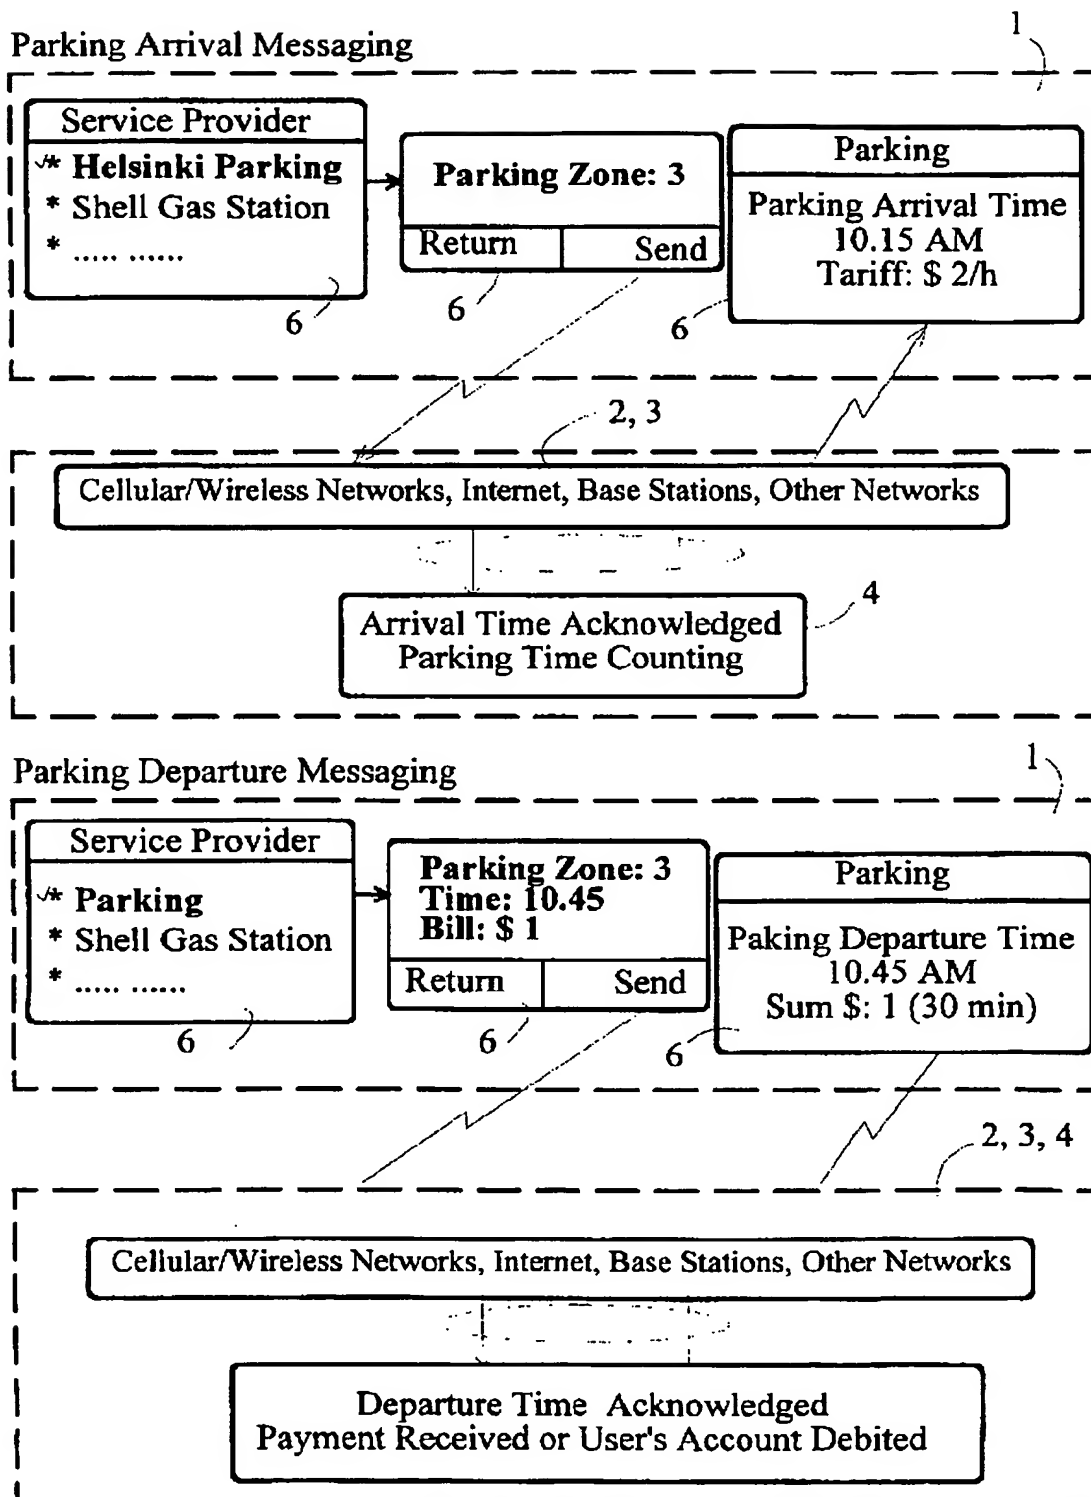 Parking Arrival Messaging
1
Service Provider
* Helsinki Parking
* Shell Gas Station
* ..... ......
6
Parking Zone: 3
Return
Send
6
Parking
Parking Arrival Time
10.15 AM
Tariff: $ 2/h
6
2, 3
Cellular/Wireless Networks, Internet, Base Stations, Other Networks
Arrival Time Acknowledged
Parking Time Counting
4
Parking Departure Messaging
1
Service Provider
* Parking
* Shell Gas Station
* ..... ......
6
Parking Zone: 3
Time: 10.45
Bill: $ 1
Return
Send
6
Parking
Paking Departure Time
10.45 AM
Sum $: 1 (30 min)
6
2, 3, 4
Cellular/Wireless Networks, Internet, Base Stations, Other Networks
Departure Time Acknowledged
Payment Received or User's Account Debited